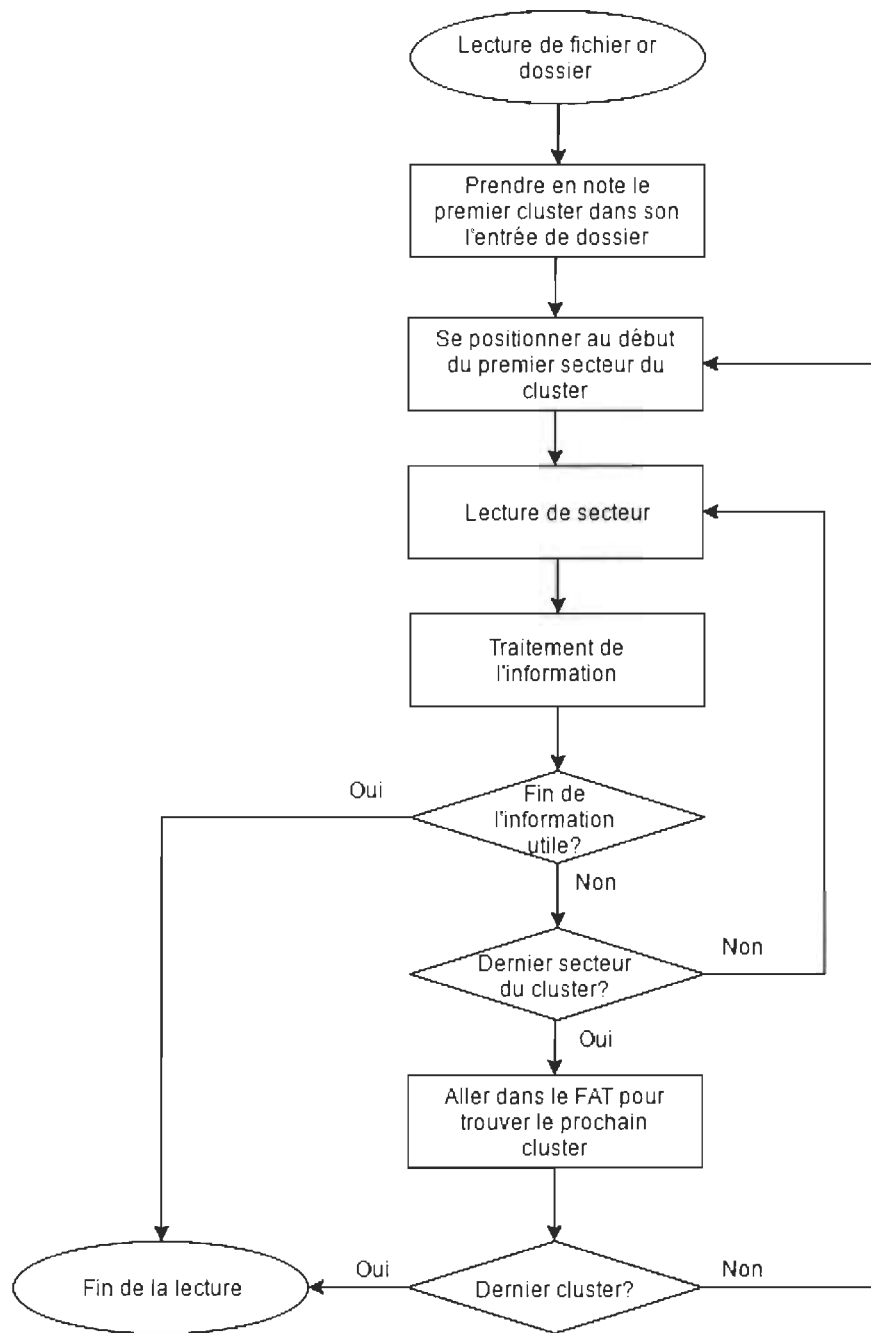 Lecture de fichier or
dossier
Prendre en note le
premier cluster dans son
l'entrée de dossier
Se positionner au début
du premier secteur du
cluster
Lecture de secteur
Traitement de
l'information
Oui
Fin de
l'information
utile?
Non
Dernier secteur
du cluster?
Non
Oui
Aller dans le FAT pour
trouver le prochain
cluster
Fin de la lecture
Oui
Dernier cluster?
Non